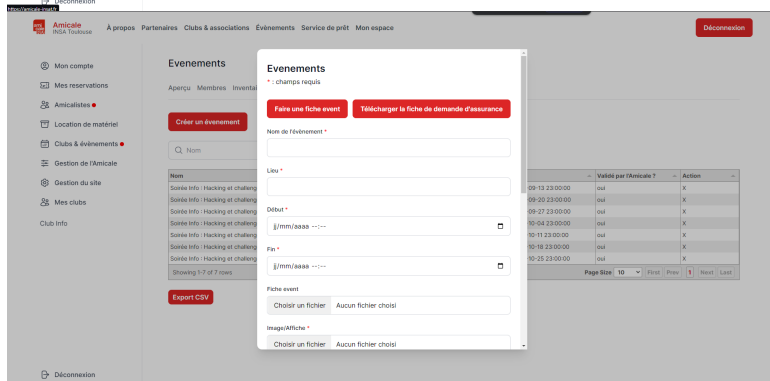 Déconnexion
https://amicale-insat.fr
Amicale
INSA Toulouse
À propos Partenaires Clubs & associations Évènements Service de prêt Mon espace
Déconnexion
Mon compte
Mes reservations
Amicalistes
Location de matériel
Clubs & évènements
Gestion de l'Amicale
Gestion du site
Mes clubs
Club Info
Déconnexion
Evenements
Aperçu Membres Inventai
Créer un évenement
Nom
Nom
Validé par l'Amicale ? Action
Soirée Info : Hacking et challeng
-09-13 23:00:00 oui X
Soirée Info : Hacking et challeng
-09-20 23:00:00 oui X
Soirée Info : Hacking et challeng
-09-27 23:00:00 oui X
Soirée Info : Hacking et challeng
-10-04 23:00:00 oui X
Soirée Info : Hacking et challeng
-10-11 23:00:00 oui X
Soirée Info : Hacking et challeng
-10-18 23:00:00 oui X
Soirée Info : Hacking et challeng
-10-25 23:00:00 oui X
Showing 1-7 of 7 rows
Page Size 10 First Prev 1 Next Last
Export CSV
Evenements
* : champs requis
Faire une fiche event
Télécharger la fiche de demande d'assurance
Nom de l'évènement *
Lieu *
Début *
jj/mm/aaaa --:--
Fin *
jj/mm/aaaa --:--
Fiche event
Choisir un fichier Aucun fichier choisi
Image/Affiche *
Choisir un fichier Aucun fichier choisi